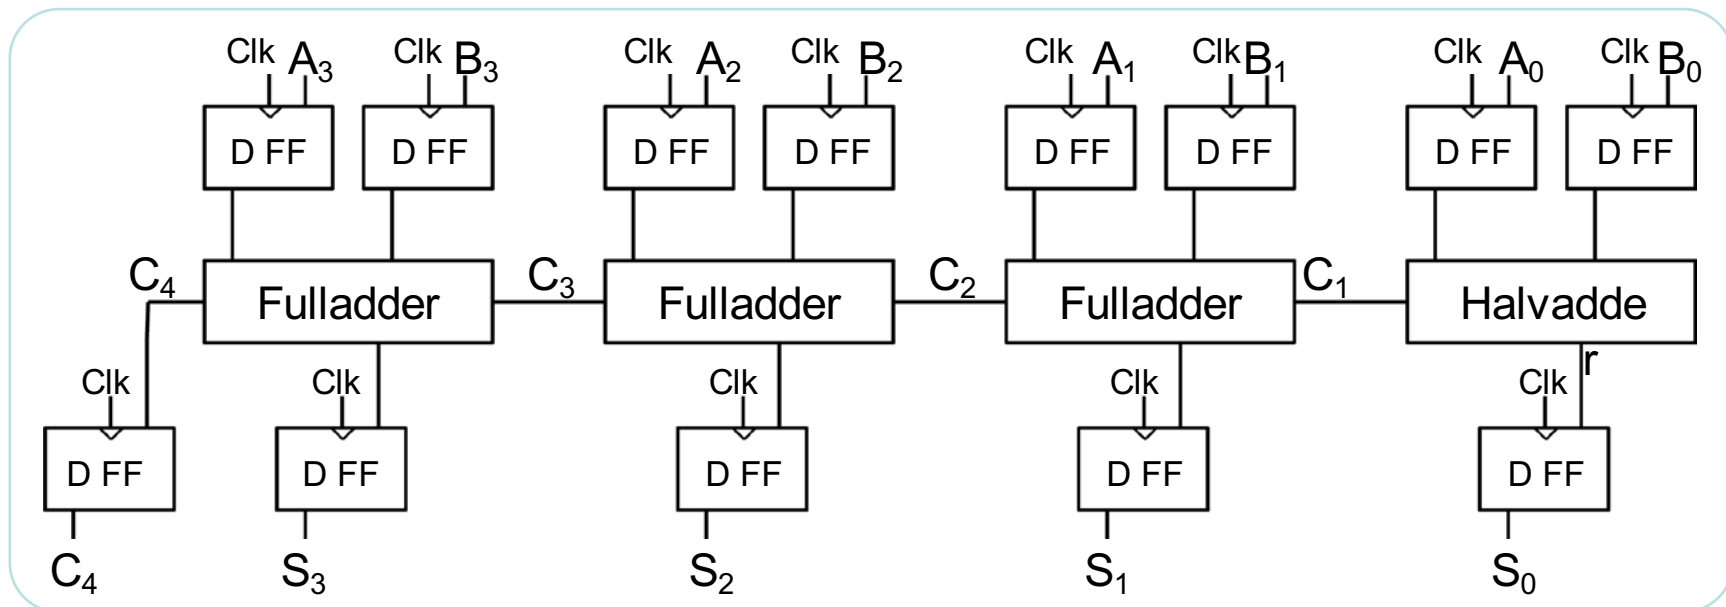 Clk A₃ Clk B₃ Clk A₂ Clk B₂ Clk A₁ Clk B₁ Clk A₀ Clk B₀
D FF D FF D FF D FF D FF D FF D FF D FF
C₄ Fulladder C₃ Fulladder C₂ Fulladder C₁ Halvadde
r
Clk Clk Clk Clk Clk
D FF D FF D FF D FF D FF
C₄ S₃ S₂ S₁ S₀